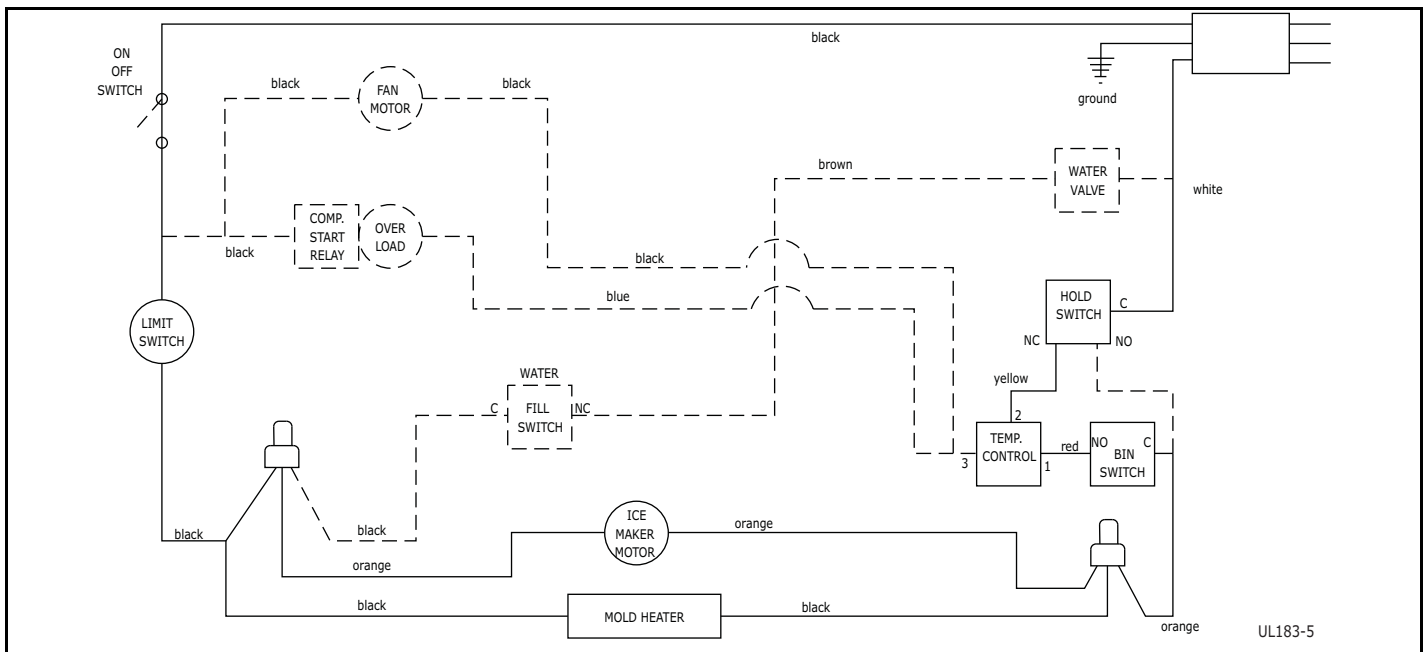 black
ON
OFF
SWITCH
ground
black
FAN
MOTOR
black
brown
WATER
VALVE
white
COMP.
START
RELAY
OVER
LOAD
black
black
blue
HOLD
SWITCH
C
NC
NO
LIMIT
SWITCH
WATER
C
FILL
SWITCH
NC
yellow
2
TEMP.
CONTROL
3
1
red
NO
C
BIN
SWITCH
black
black
ICE
MAKER
MOTOR
orange
orange
black
MOLD HEATER
black
orange
UL183-5